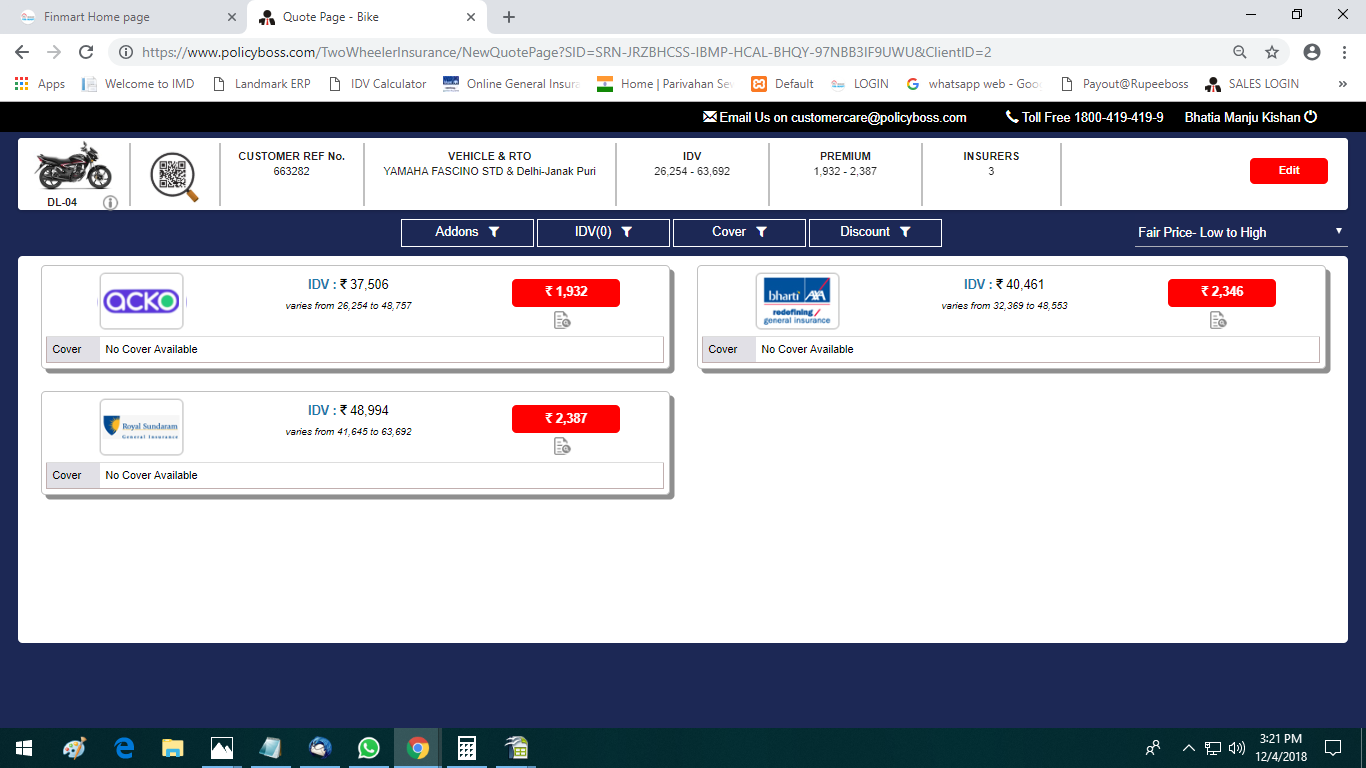 Finmart Home page
Quote Page - Bike
https://www.policyboss.com/TwoWheelerInsurance/NewQuotePage?SID=SRN-JRZBHCSS-IBMP-HCAL-BHQY-97NBB3IF9UWU&ClientID=2
Apps Welcome to IMD Landmark ERP IDV Calculator Online General Insura Home | Parivahan Sev Default LOGIN whatsapp web - Goo Payout@Rupeeboss SALES LOGIN »
Email Us on customercare@policyboss.com Toll Free 1800-419-419-9 Bhatia Manju Kishan
DL-04
CUSTOMER REF No.
663282
VEHICLE & RTO
YAMAHA FASCINO STD & Delhi-Janak Puri
IDV
26,254 - 63,692
PREMIUM
1,932 - 2,387
INSURERS
3
Edit
Addons IDV(0) Cover Discount
Fair Price- Low to High
acko
IDV : ₹ 37,506
varies from 26,254 to 48,757
₹ 1,932
Cover No Cover Available
bharti AXA
redefining /
general insurance
IDV : ₹ 40,461
varies from 32,369 to 48,553
₹ 2,346
Cover No Cover Available
Royal Sundaram
General Insurance
IDV : ₹ 48,994
varies from 41,645 to 63,692
₹ 2,387
Cover No Cover Available
3:21 PM
12/4/2018